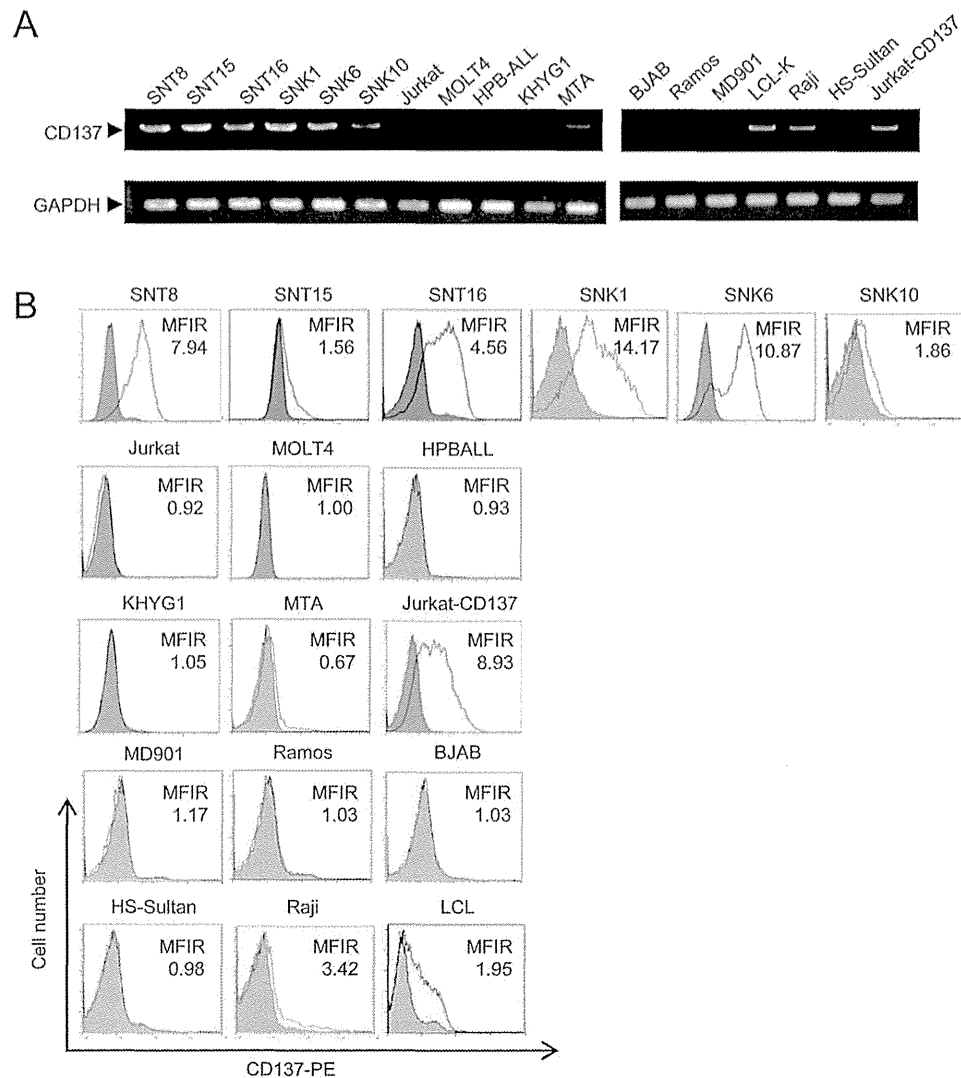 A
SNT8 SNT15 SNT16 SNK1 SNK6 SNK10 Jurkat MOLT4 HPB-ALL KHYG1 MTA BJAB Ramos MD901 LCL-K Raji HS-Sultan Jurkat-CD137
CD137
GAPDH
B
SNT8 SNT15 SNT16 SNK1 SNK6 SNK10
MFIR MFIR MFIR MFIR MFIR MFIR
7.94 1.56 4.56 14.17 10.87 1.86
Jurkat MOLT4 HPBALL
MFIR MFIR MFIR
0.92 1.00 0.93
KHYG1 MTA Jurkat-CD137
MFIR MFIR MFIR
1.05 0.67 8.93
MD901 Ramos BJAB
MFIR MFIR MFIR
1.17 1.03 1.03
HS-Sultan Raji LCL
MFIR MFIR MFIR
0.98 3.42 1.95
Cell number
CD137-PE